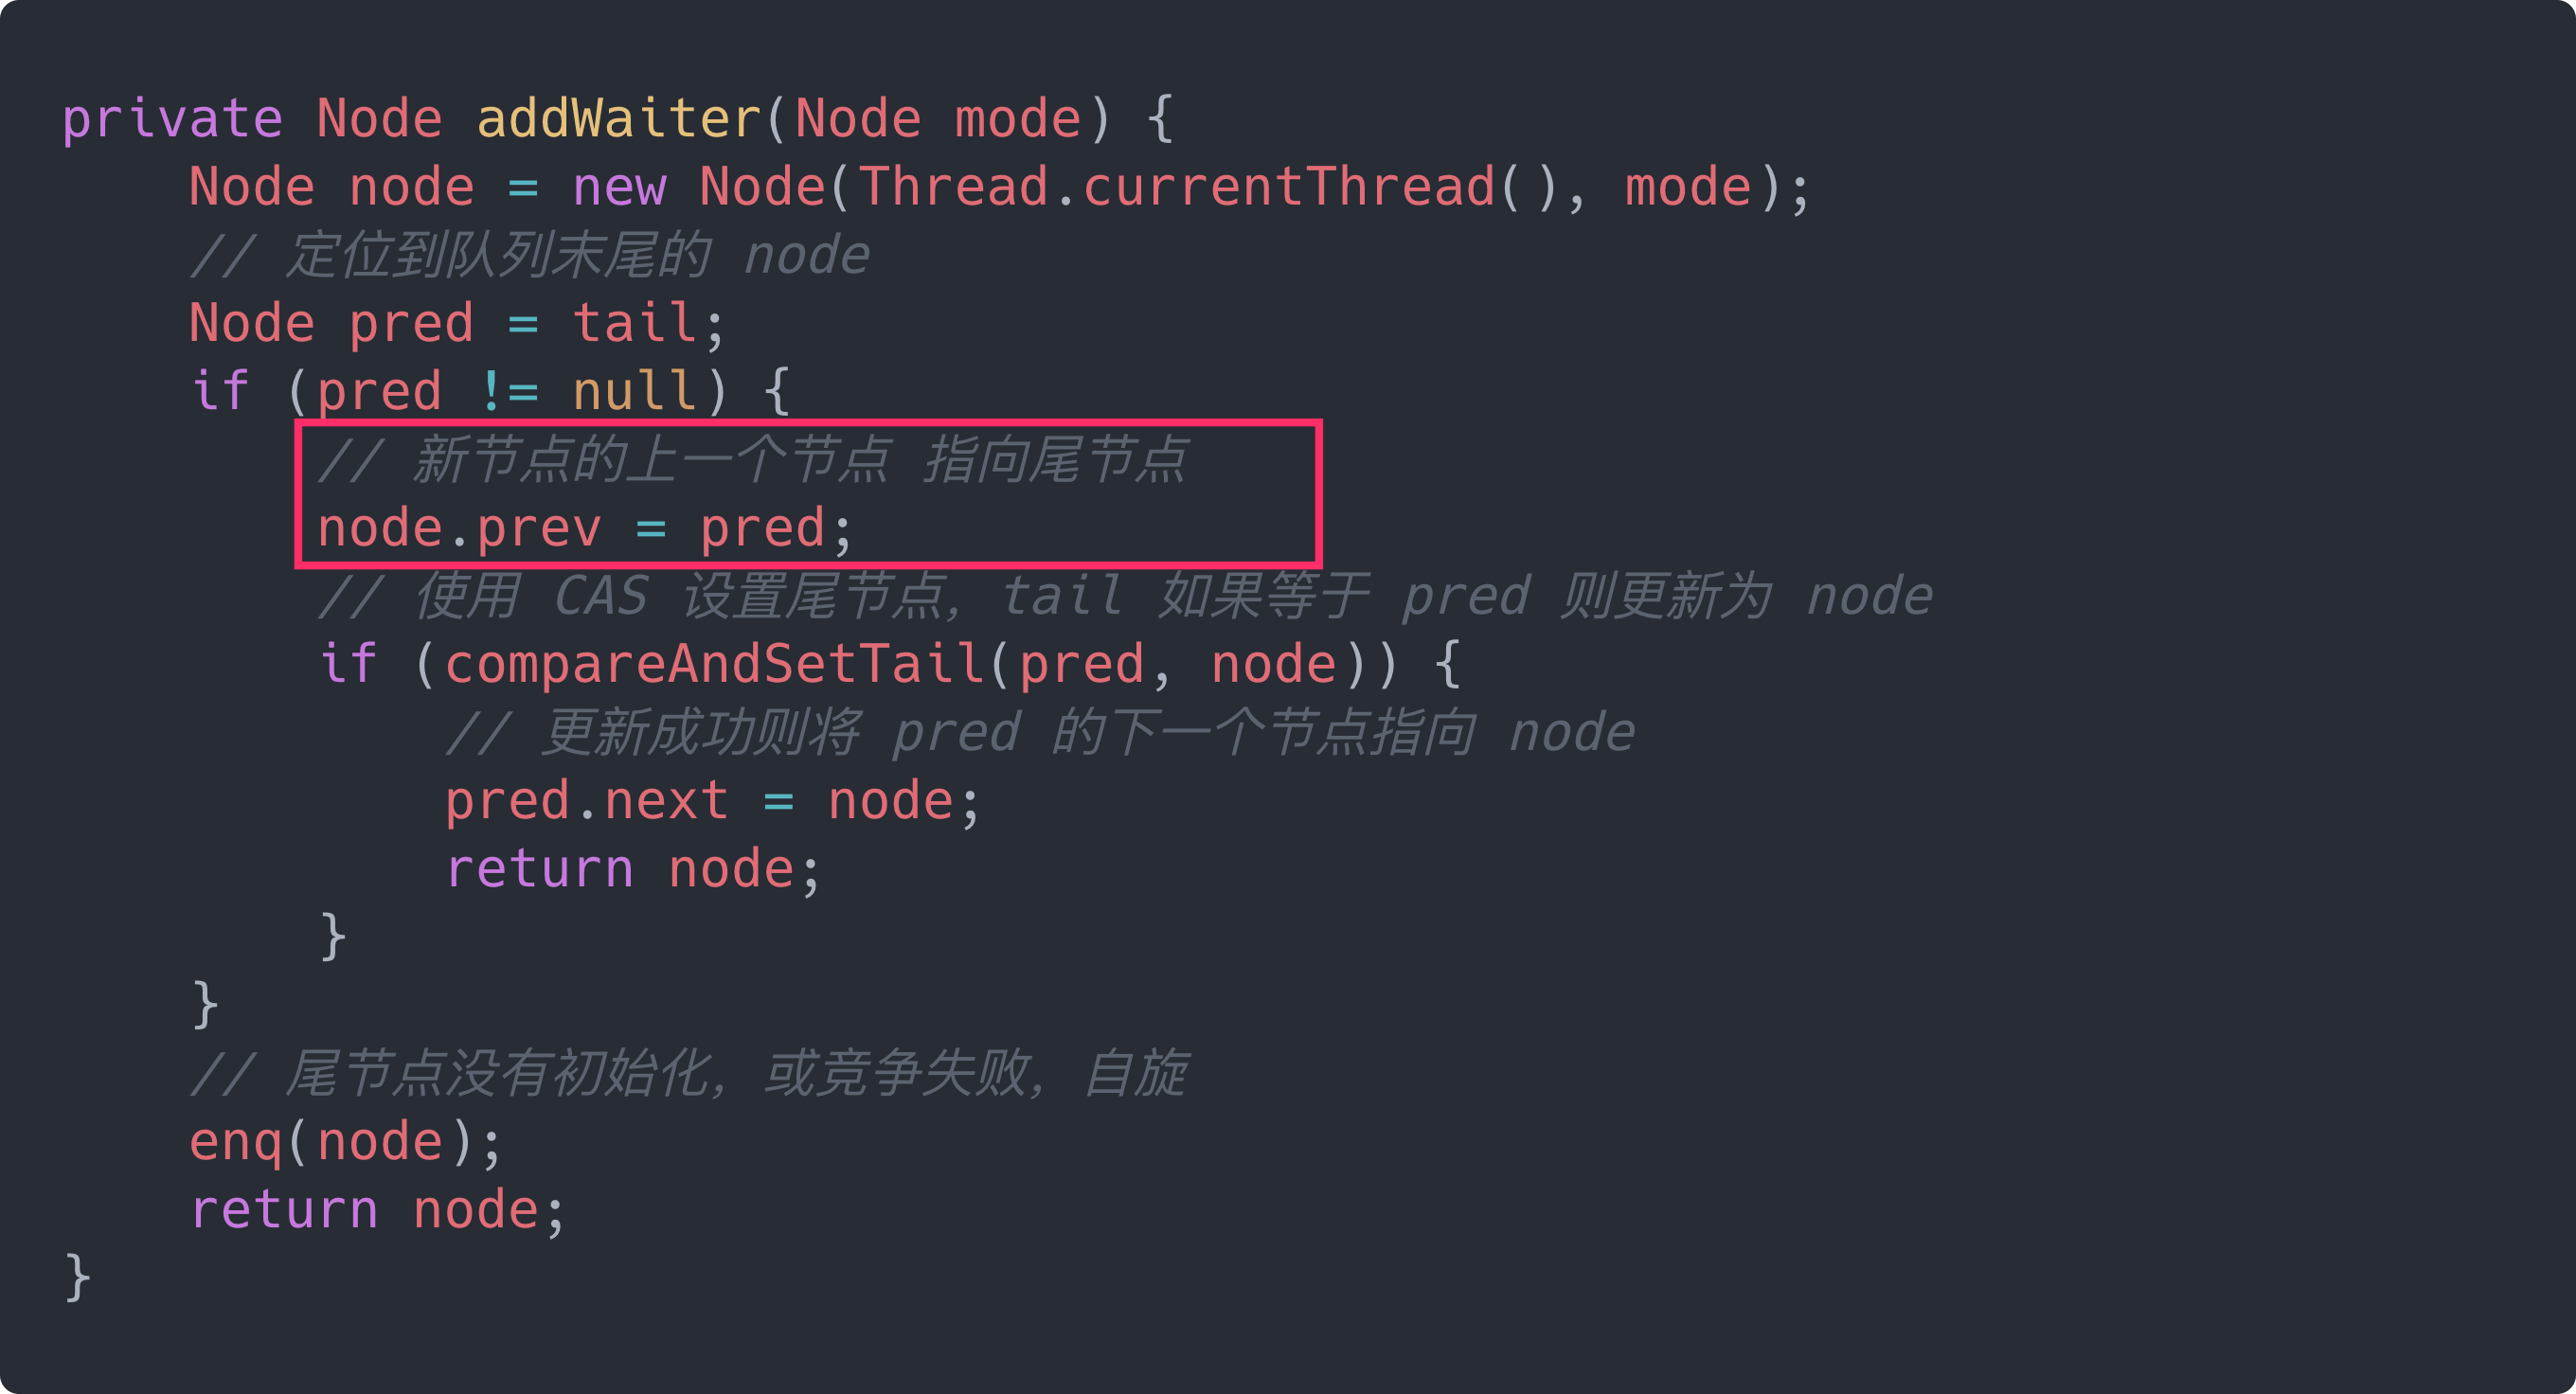 private Node addWaiter(Node mode) {
    Node node = new Node(Thread.currentThread(), mode);
    // 定位到队列末尾的 node
    Node pred = tail;
    if (pred != null) {
        // 新节点的上一个节点 指向尾节点
        node.prev = pred;
        // 使用 CAS 设置尾节点，tail 如果等于 pred 则更新为 node
        if (compareAndSetTail(pred, node)) {
            // 更新成功则将 pred 的下一个节点指向 node
            pred.next = node;
            return node;
        }
    }
    // 尾节点没有初始化，或竞争失败，自旋
    enq(node);
    return node;
}